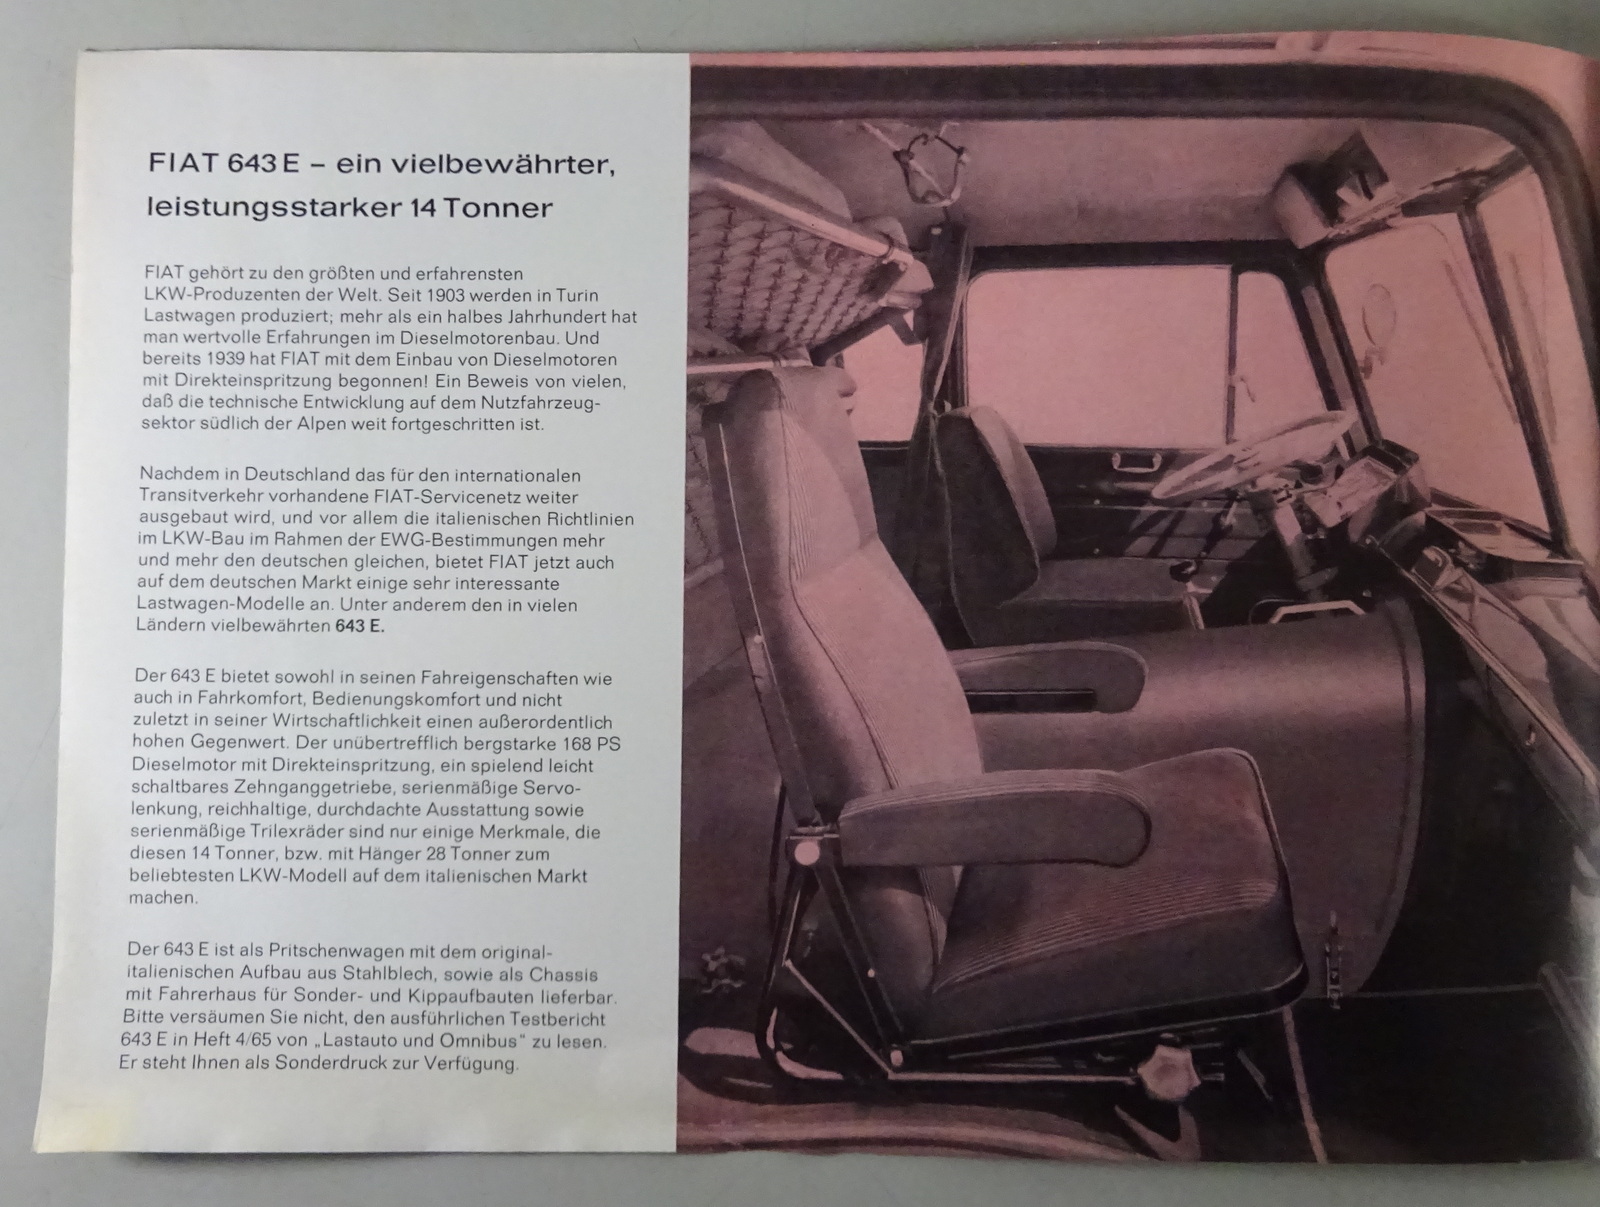 FIAT 643 E – ein vielbewährter,
leistungsstarker 14 Tonner
FIAT gehört zu den größten und erfahrensten
LKW-Produzenten der Welt. Seit 1903 werden in Turin
Lastwagen produziert; mehr als ein halbes Jahrhundert hat
man wertvolle Erfahrungen im Dieselmotorenbau. Und
bereits 1939 hat FIAT mit dem Einbau von Dieselmotoren
mit Direkteinspritzung begonnen! Ein Beweis von vielen,
daß die technische Entwicklung auf dem Nutzfahrzeug-
sektor südlich der Alpen weit fortgeschritten ist.
Nachdem in Deutschland das für den internationalen
Transitverkehr vorhandene FIAT-Servicenetz weiter
ausgebaut wird, und vor allem die italienischen Richtlinien
im LKW-Bau im Rahmen der EWG-Bestimmungen mehr
und mehr den deutschen gleichen, bietet FIAT jetzt auch
auf dem deutschen Markt einige sehr interessante
Lastwagen-Modelle an. Unter anderem den in vielen
Ländern vielbewährten 643 E.
Der 643 E bietet sowohl in seinen Fahreigenschaften wie
auch in Fahrkomfort, Bedienungskomfort und nicht
zuletzt in seiner Wirtschaftlichkeit einen außerordentlich
hohen Gegenwert. Der unübertrefflich bergstarke 168 PS
Dieselmotor mit Direkteinspritzung, ein spielend leicht
schaltbares Zehnganggetriebe, serienmäßige Servo-
lenkung, reichhaltige, durchdachte Ausstattung sowie
serienmäßige Trilexräder sind nur einige Merkmale, die
diesen 14 Tonner, bzw. mit Hänger 28 Tonner zum
beliebtesten LKW-Modell auf dem italienischen Markt
machen.
Der 643 E ist als Pritschenwagen mit dem original-
italienischen Aufbau aus Stahlblech, sowie als Chassis
mit Fahrerhaus für Sonder- und Kippaufbauten lieferbar.
Bitte versäumen Sie nicht, den ausführlichen Testbericht
643 E in Heft 4/65 von „Lastauto und Omnibus" zu lesen.
Er steht Ihnen als Sonderdruck zur Verfügung.